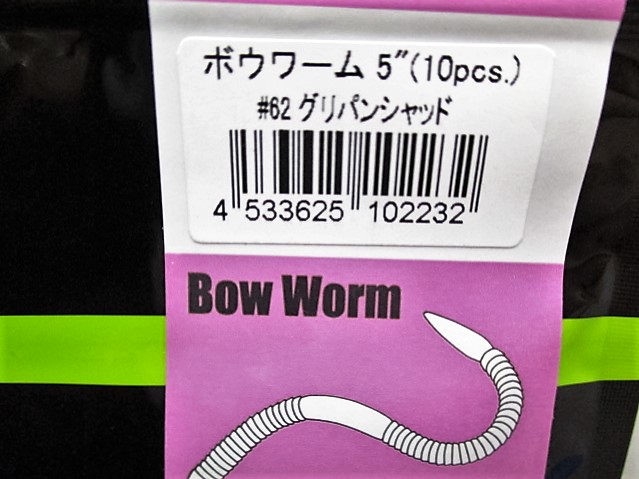 ボウワーム 5"(10pcs.)
#62 グリパンシャッド
4 533625 102232
Bow Worm